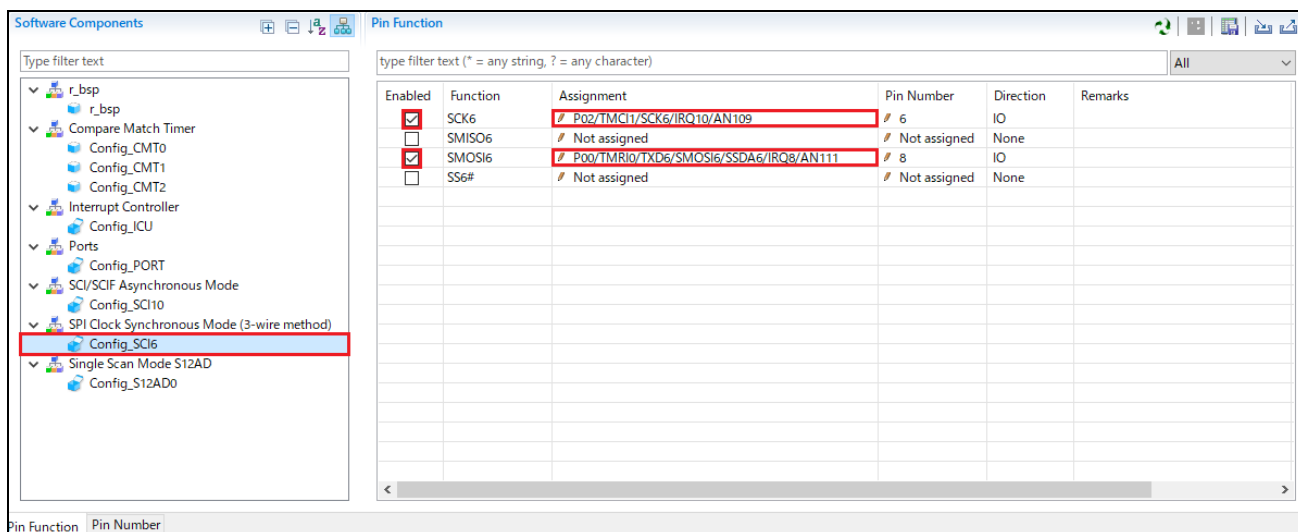 Software Components
Pin Function
Type filter text
type filter text (* = any string, ? = any character)
All
r_bsp
r_bsp
Compare Match Timer
Config_CMT0
Config_CMT1
Config_CMT2
Interrupt Controller
Config_ICU
Ports
Config_PORT
SCI/SCIF Asynchronous Mode
Config_SCI10
SPI Clock Synchronous Mode (3-wire method)
Config_SCI6
Single Scan Mode S12AD
Config_S12AD0
Enabled Function Assignment Pin Number Direction Remarks
SCK6 P02/TMCI1/SCK6/IRQ10/AN109 6 IO
SMISO6 Not assigned Not assigned None
SMOSI6 P00/TMRI0/TXD6/SMOSI6/SSDA6/IRQ8/AN111 8 IO
SS6# Not assigned Not assigned None
Pin Function Pin Number